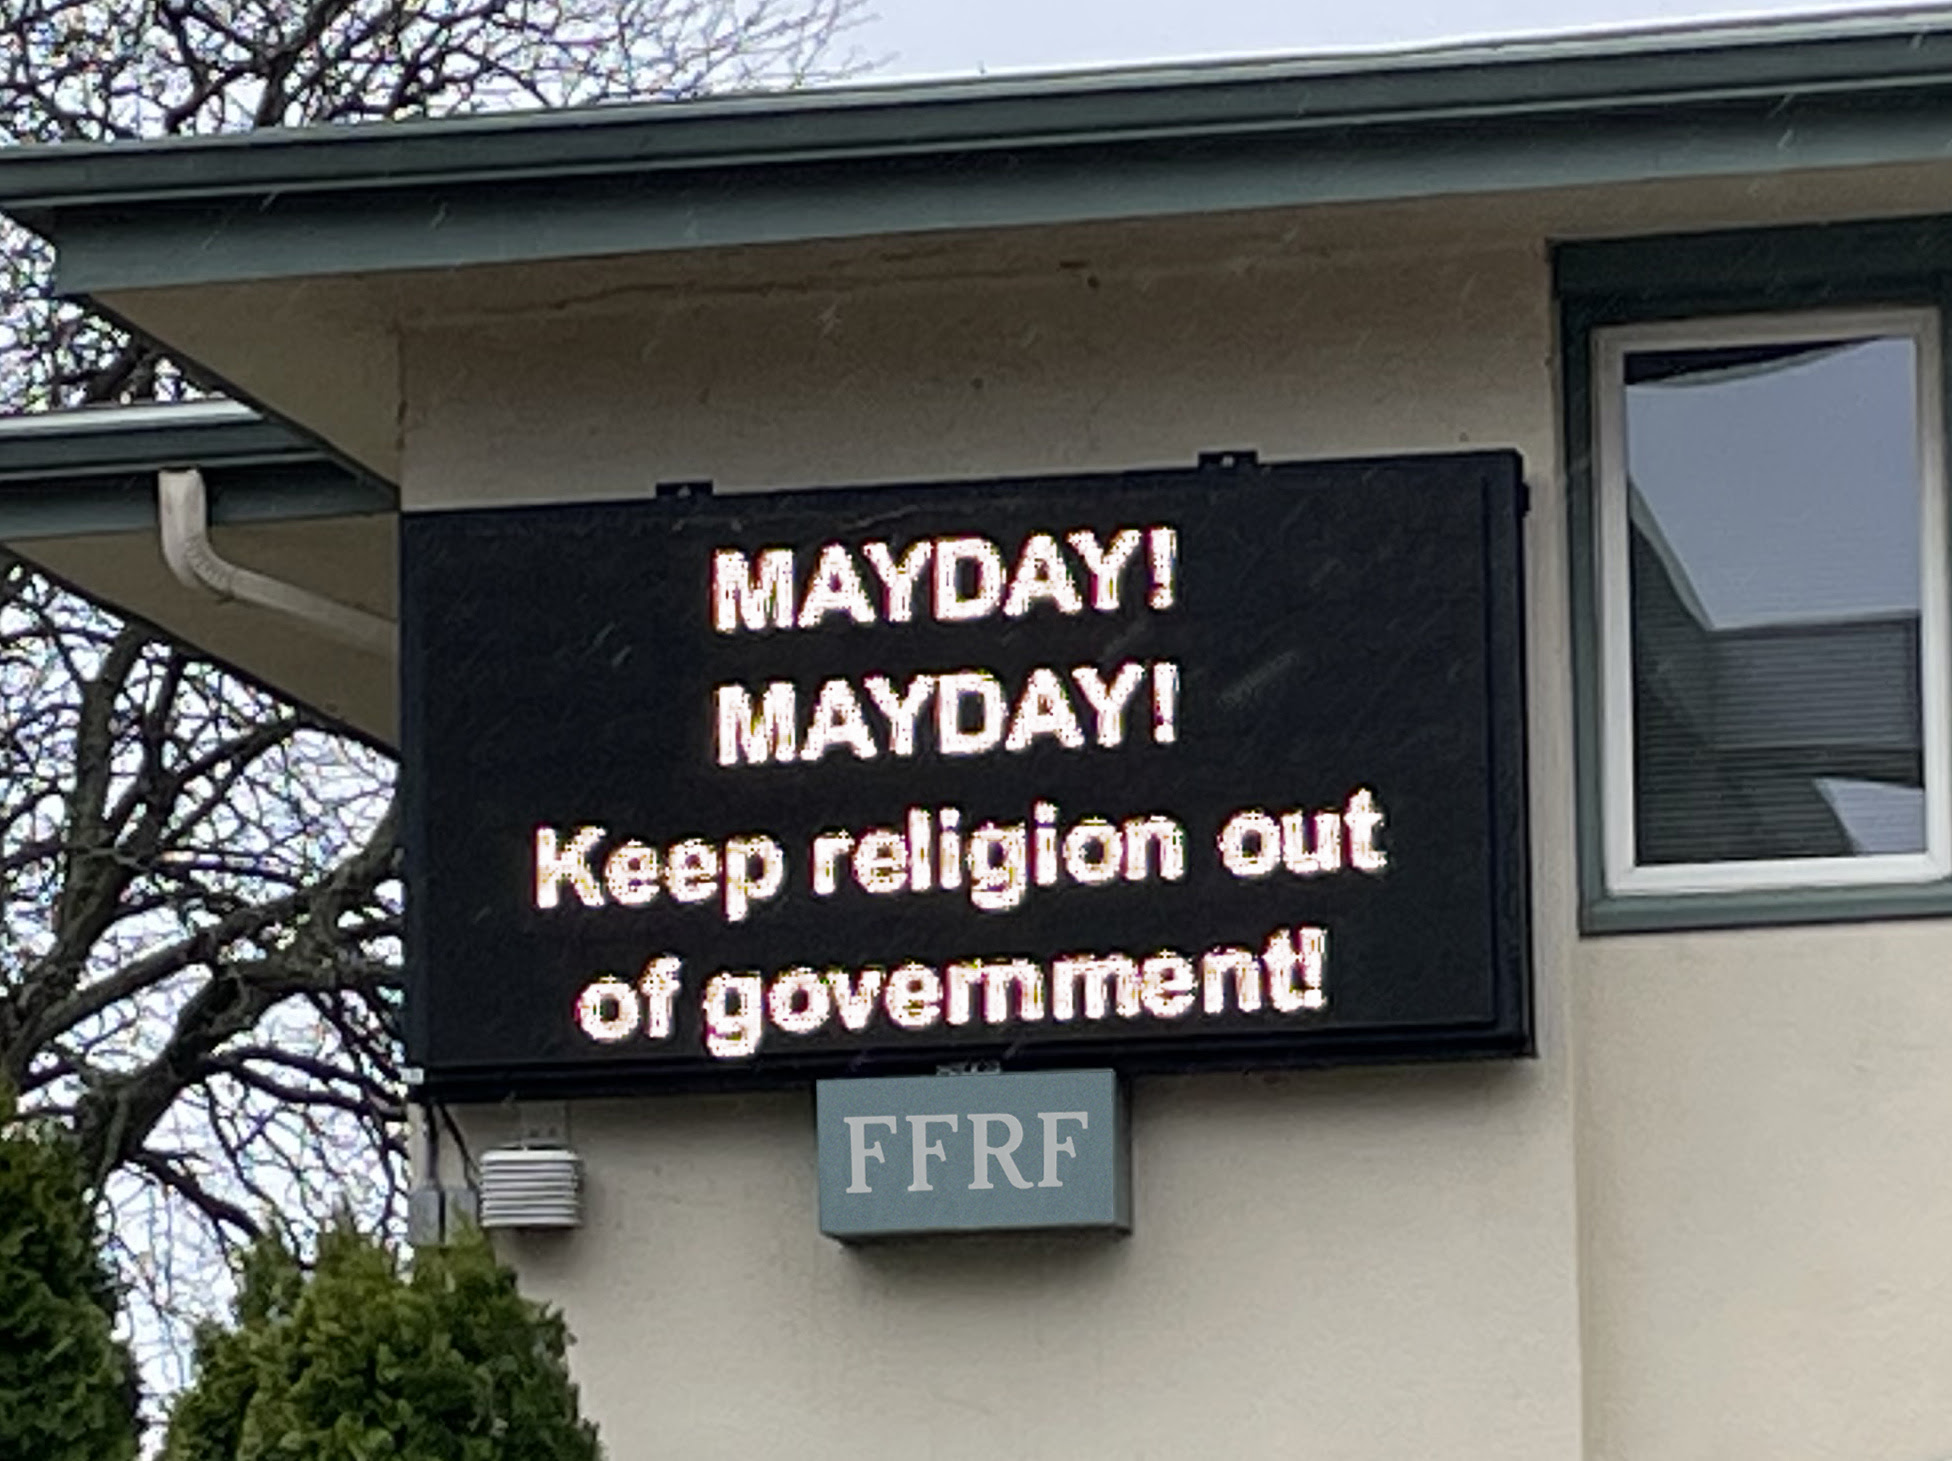 MAYDAY!
MAYDAY!
Keep religion out
of government!
FFRF